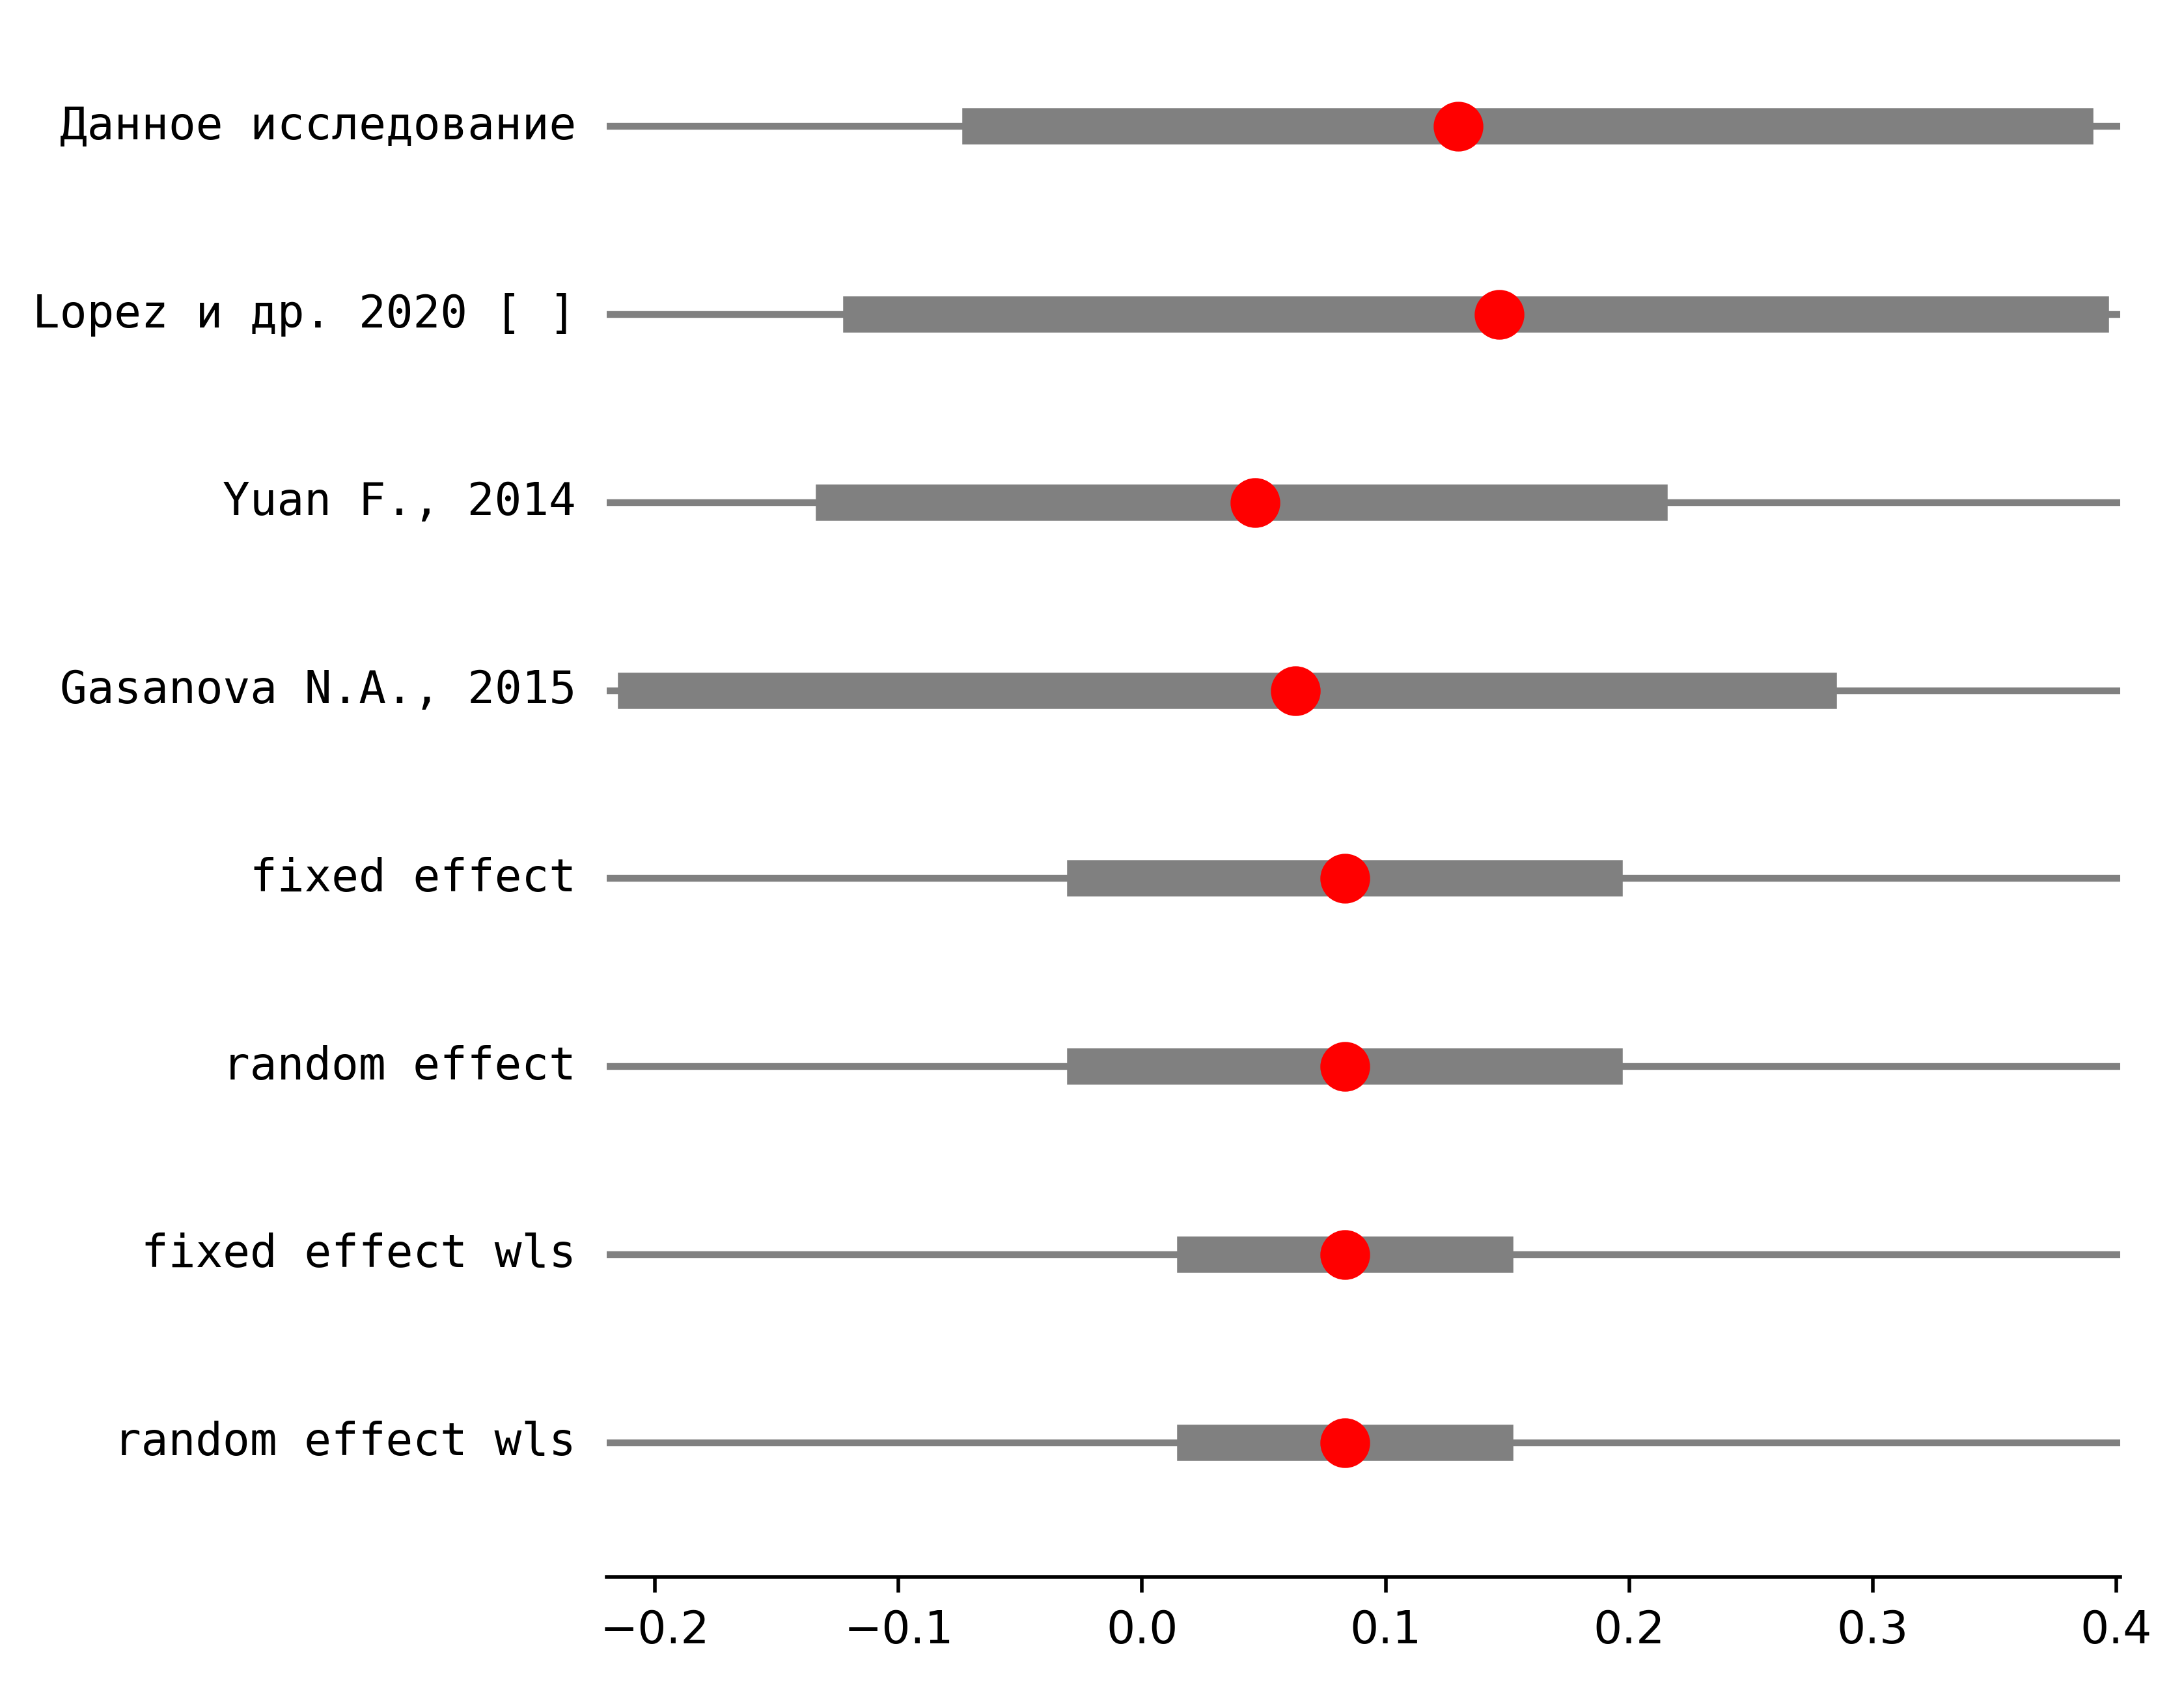 Данное исследование
Lopez и др. 2020 [ ]
Yuan F., 2014
Gasanova N.A., 2015
fixed effect
random effect
fixed effect wls
random effect wls
−0.2 −0.1 0.0 0.1 0.2 0.3 0.4